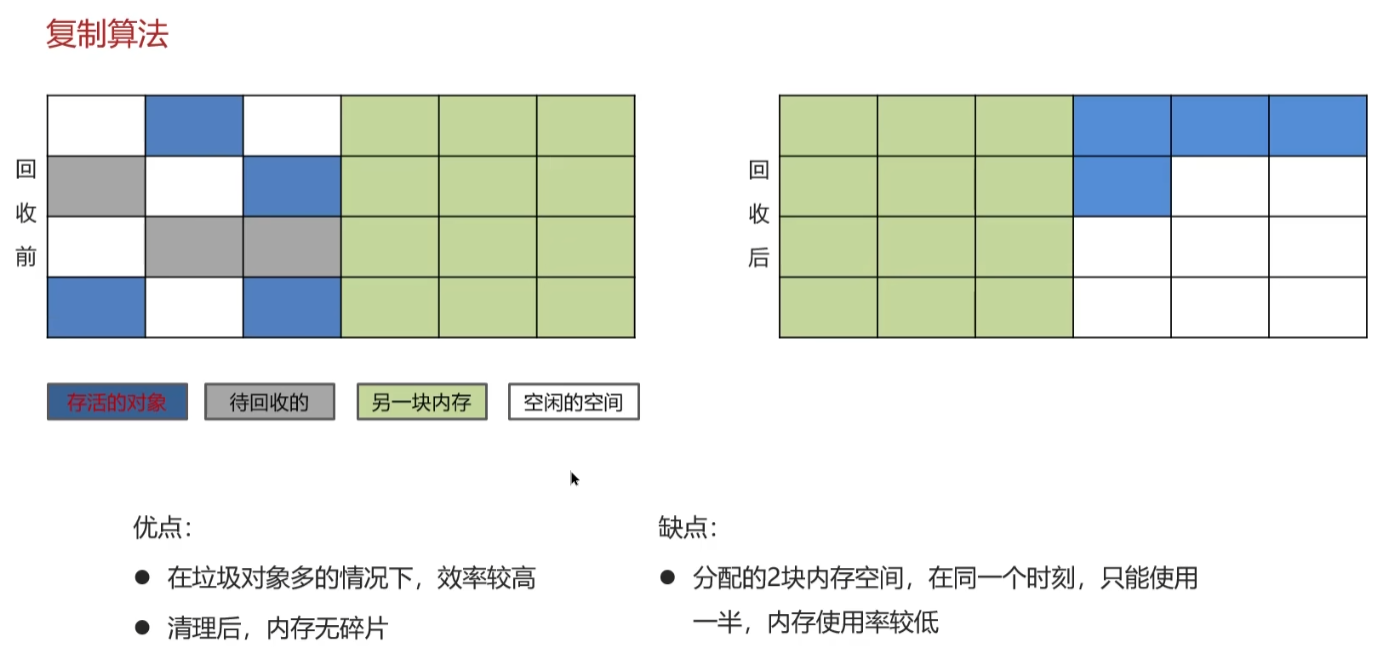 复制算法
回收前
回收后
存活的对象
待回收的
另一块内存
空闲的空间
优点：
● 在垃圾对象多的情况下，效率较高
● 清理后，内存无碎片
缺点：
● 分配的2块内存空间，在同一个时刻，只能使用
一半，内存使用率较低